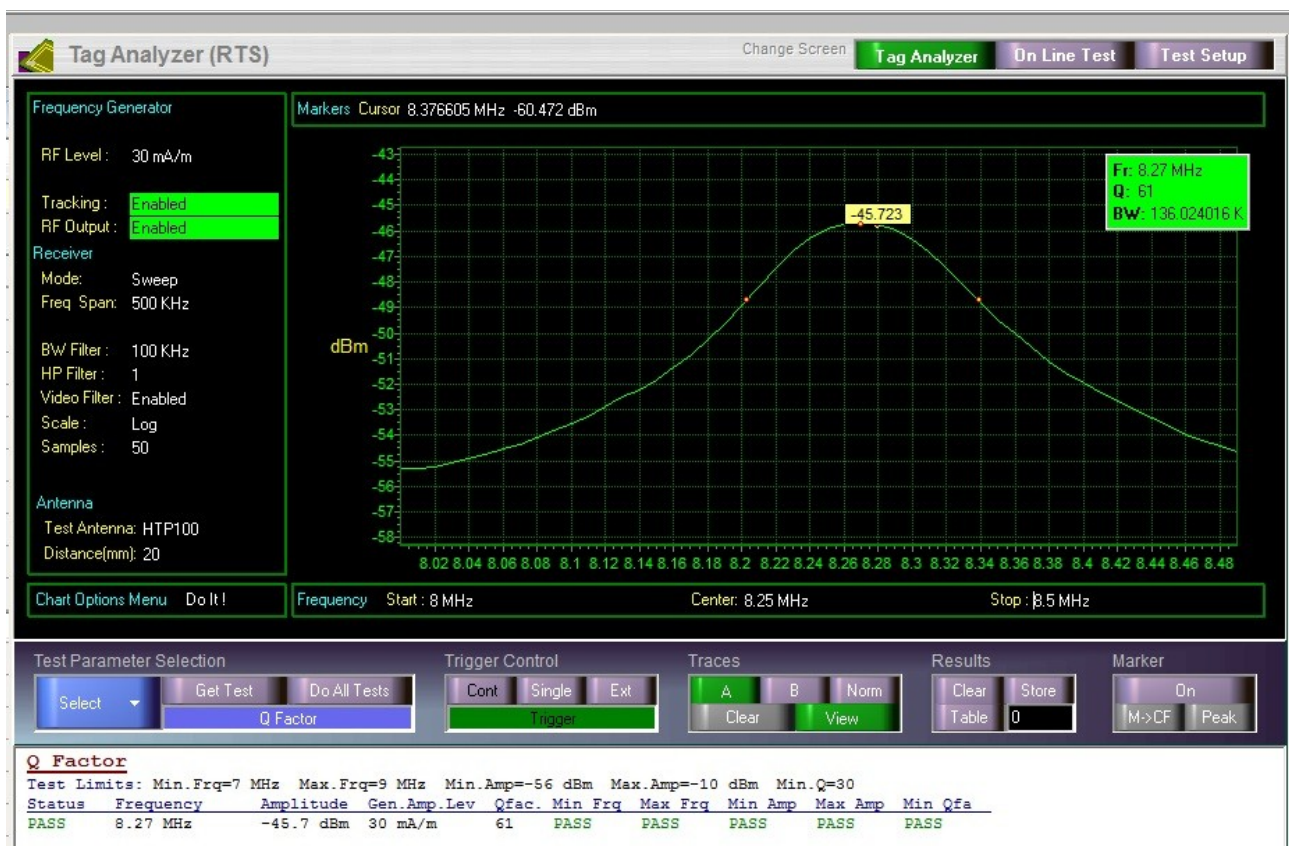 Tag Analyzer (RTS)
Change Screen
Tag Analyzer
On Line Test
Test Setup
Frequency Generator
RF Level : 30 mA/m
Tracking : Enabled
RF Output : Enabled
Receiver
Mode: Sweep
Freq Span: 500 KHz
BW Filter : 100 KHz
HP Filter : 1
Video Filter : Enabled
Scale : Log
Samples : 50
Antenna
Test Antenna: HTP100
Distance(mm): 20
Chart Options Menu Do It !
Markers Cursor 8.376605 MHz -60.472 dBm
-43
-44
-45
-46
-47
-48
-49
-50
-51
-52
-53
-54
-55
-56
-57
-58
dBm
-45.723
Fr: 8.27 MHz
Q: 61
BW: 136.024016 K
8.02 8.04 8.06 8.08 8.1 8.12 8.14 8.16 8.18 8.2 8.22 8.24 8.26 8.28 8.3 8.32 8.34 8.36 8.38 8.4 8.42 8.44 8.46 8.48
Frequency Start : 8 MHz Center: 8.25 MHz Stop : 8.5 MHz
Test Parameter Selection
Select
Get Test
Do All Tests
Q Factor
Trigger Control
Cont Single Ext
Trigger
Traces
A B Norm
Clear View
Results
Clear Store
Table 0
Marker
On
M->CF Peak
Q Factor
Test Limits: Min.Frq=7 MHz Max.Frq=9 MHz Min.Amp=-56 dBm Max.Amp=-10 dBm Min.Q=30
Status Frequency Amplitude Gen.Amp.Lev Qfac. Min Frq Max Frq Min Amp Max Amp Min Qfa
PASS 8.27 MHz -45.7 dBm 30 mA/m 61 PASS PASS PASS PASS PASS